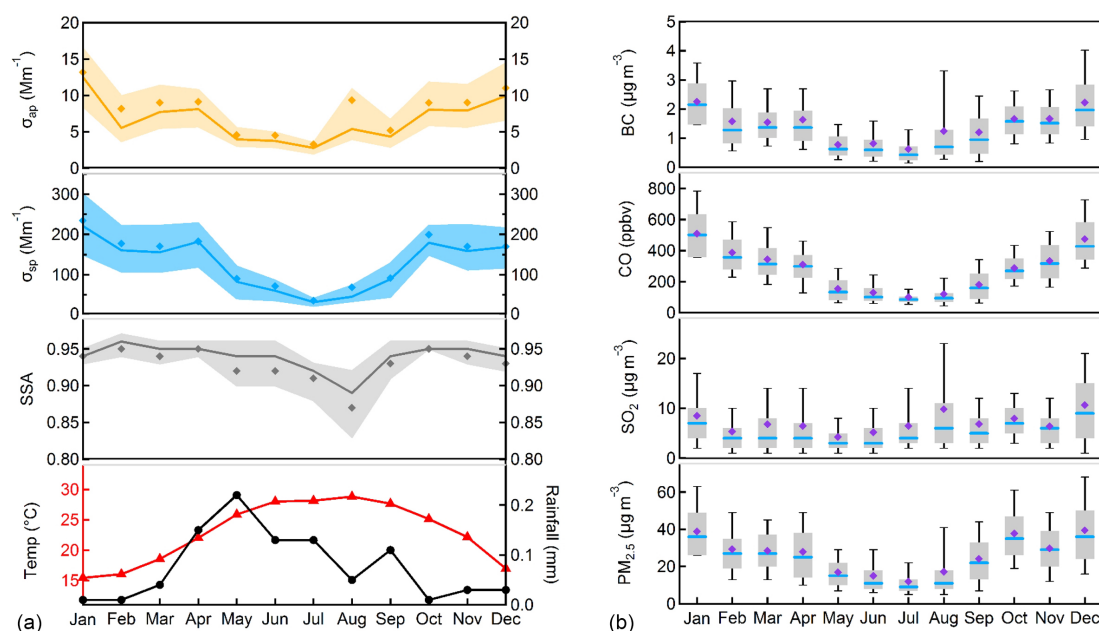 20 20
15 15
10 10
5 5
0 0
σap (Mm-1)
300 300
200 200
100 100
0 0
σsp (Mm-1)
0.95 0.95
0.90 0.90
0.85 0.85
0.80 0.80
SSA
30
25
20
15
Temp (°C)
0.2
0.1
0.0
Rainfall (mm)
Jan Feb Mar Apr May Jun Jul Aug Sep Oct Nov Dec
(a)
(b)
5
4
3
2
1
0
BC (µg m-3)
800
600
400
200
0
CO (ppbv)
20
10
0
SO2 (µg m-3)
60
40
20
0
PM2.5 (µg m-3)
Jan Feb Mar Apr May Jun Jul Aug Sep Oct Nov Dec